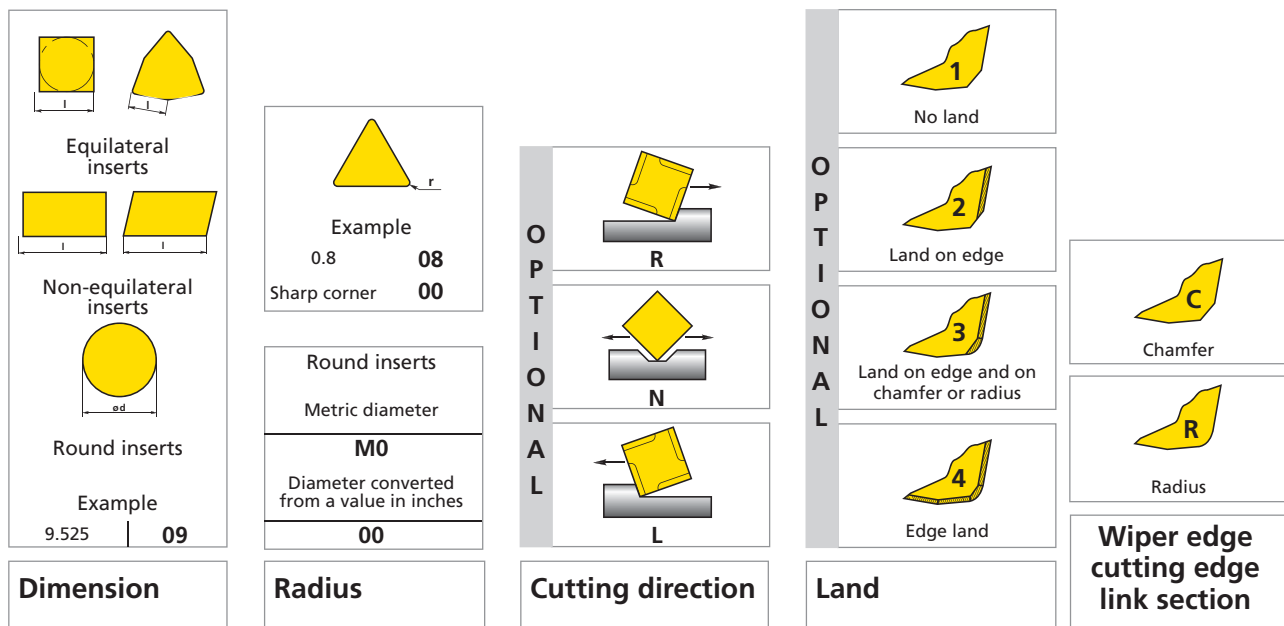 l
l
Equilateral
inserts
l
l
Non-equilateral
inserts
ød
Round inserts
Example
9.525 09
Dimension
r
Example
0.8 08
Sharp corner 00
Round inserts
Metric diameter
M0
Diameter converted
from a value in inches
00
Radius
OPTIONAL
R
N
L
Cutting direction
OPTIONAL
1
No land
2
Land on edge
3
Land on edge and on
chamfer or radius
4
Edge land
Land
C
Chamfer
R
Radius
Wiper edge
cutting edge
link section